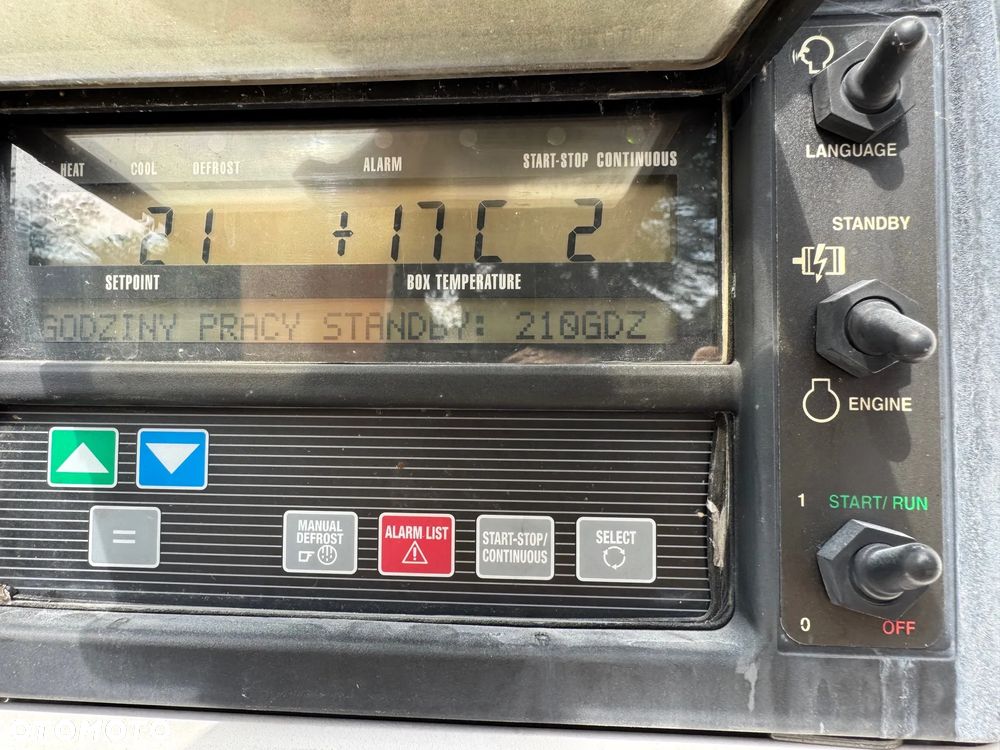 HEAT COOL DEFROST ALARM START-STOP CONTINUOUS
21 +17C 2
SETPOINT BOX TEMPERATURE
GODZINY PRACY STANDBY: 210GDZ
MANUAL DEFROST
ALARM LIST
START-STOP/
CONTINUOUS
SELECT
LANGUAGE
STANDBY
ENGINE
1 START/ RUN
0 OFF
OTOMOTO